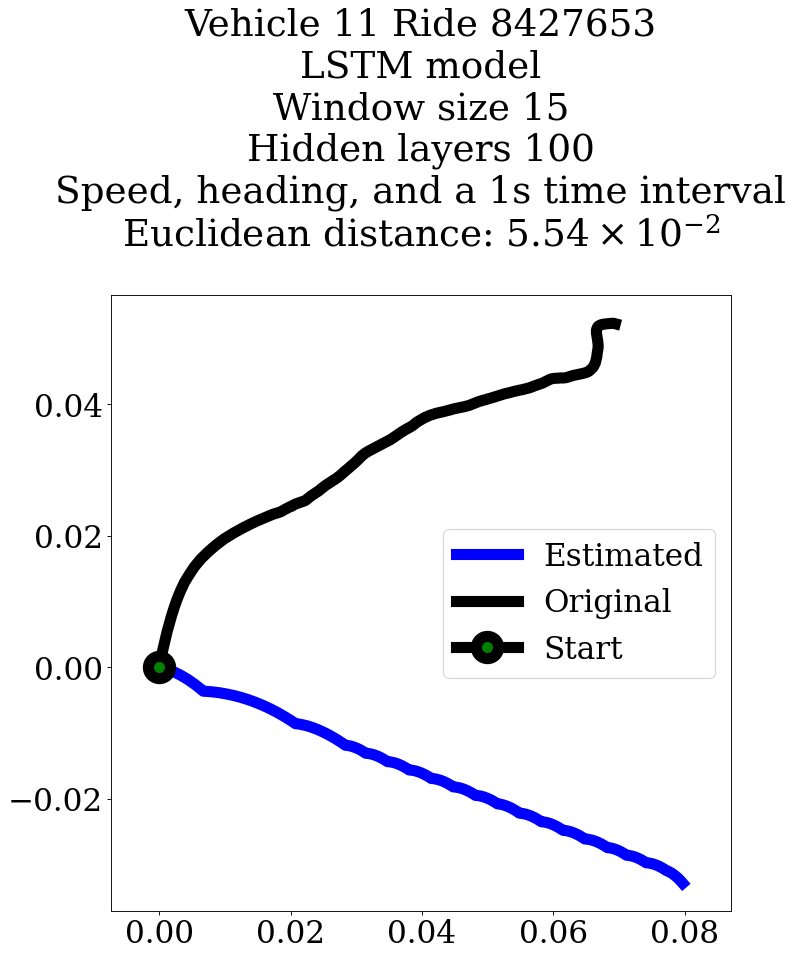 Vehicle 11 Ride 8427653
LSTM model
Window size 15
Hidden layers 100
Speed, heading, and a 1s time interval
Euclidean distance: 5.54 × 10⁻²
0.04
0.02
0.00
−0.02
Estimated
Original
Start
0.00 0.02 0.04 0.06 0.08